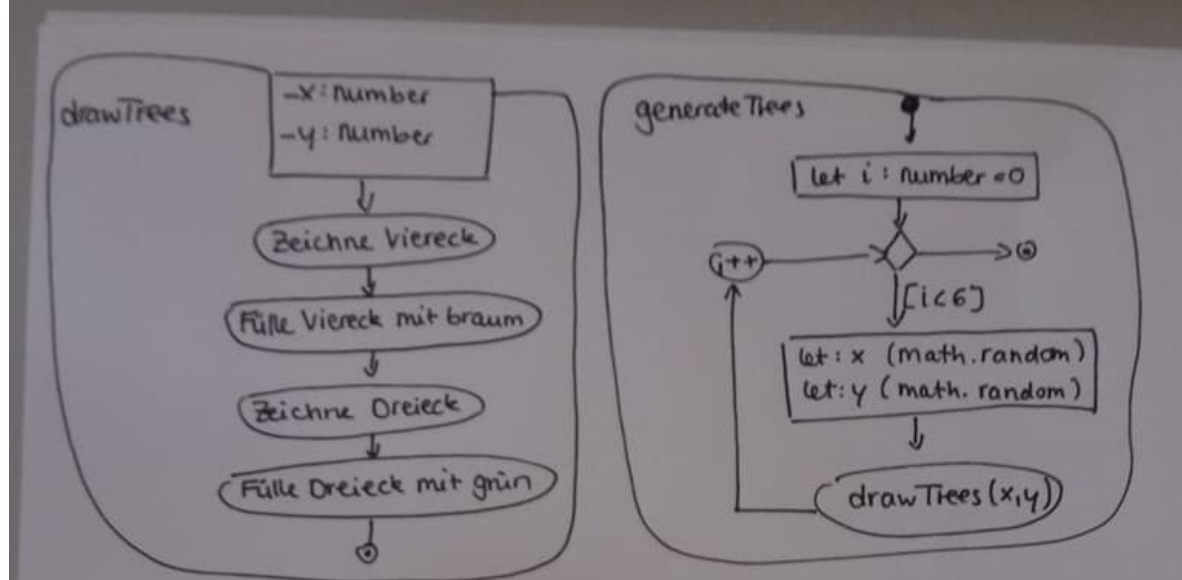 drawTrees
-x: number
-y: number
Zeichne Viereck
Fülle Viereck mit braum
Zeichne Dreieck
Fülle Dreieck mit grün
generateTrees
let i : number = 0
i++
[i<6]
let: x (math.random)
let: y (math.random)
drawTrees (x,y)